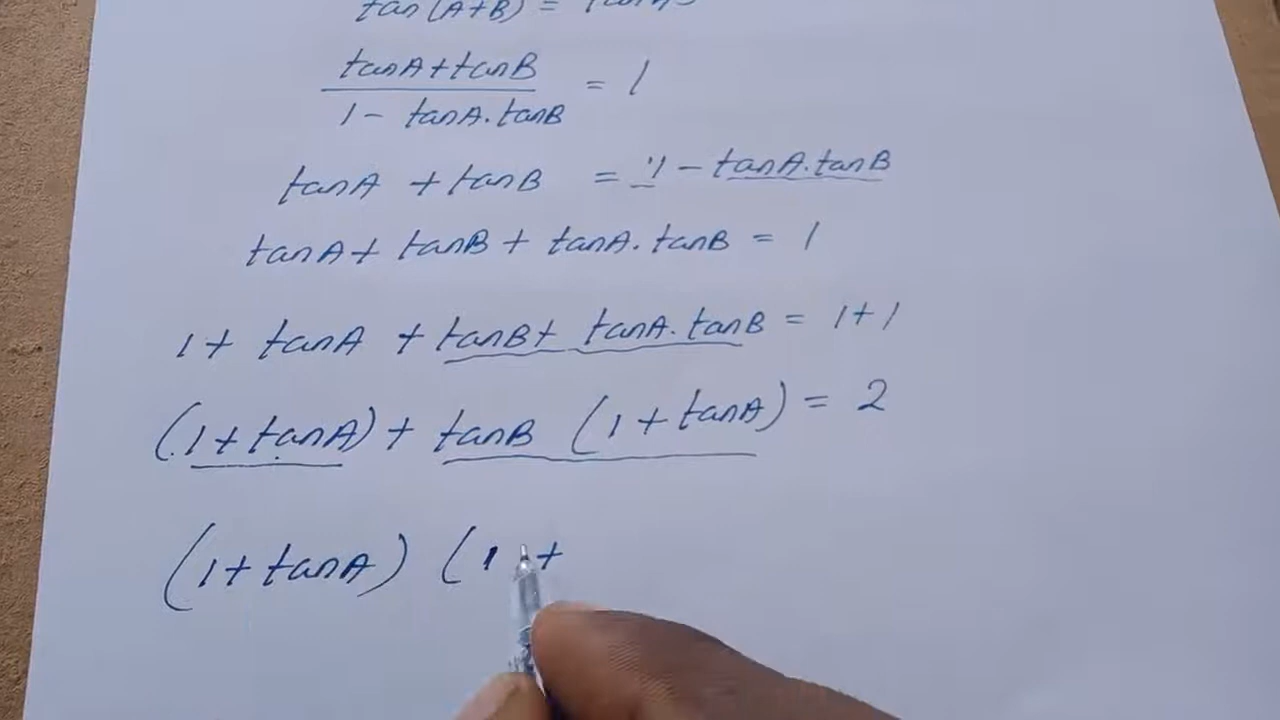 tan(A+B) =
tanA+tanB / 1 - tanA.tanB = 1
tanA + tanB = 1 - tanA.tanB
tanA + tanB + tanA.tanB = 1
1 + tanA + tanB + tanA.tanB = 1+1
(1 + tanA) + tanB (1 + tanA) = 2
(1 + tanA) (1 +